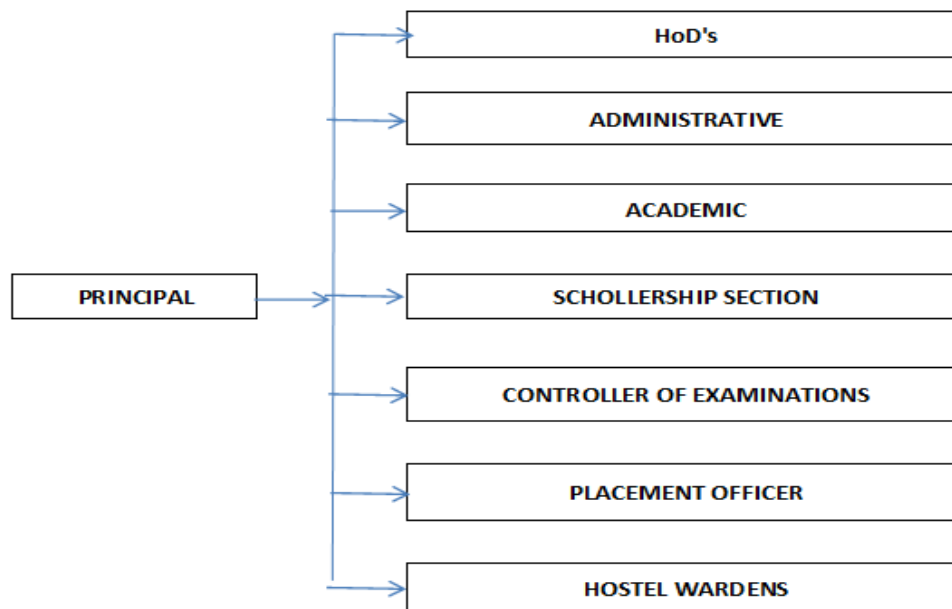 HoD's
ADMINISTRATIVE
ACADEMIC
PRINCIPAL
SCHOLLERSHIP SECTION
CONTROLLER OF EXAMINATIONS
PLACEMENT OFFICER
HOSTEL WARDENS